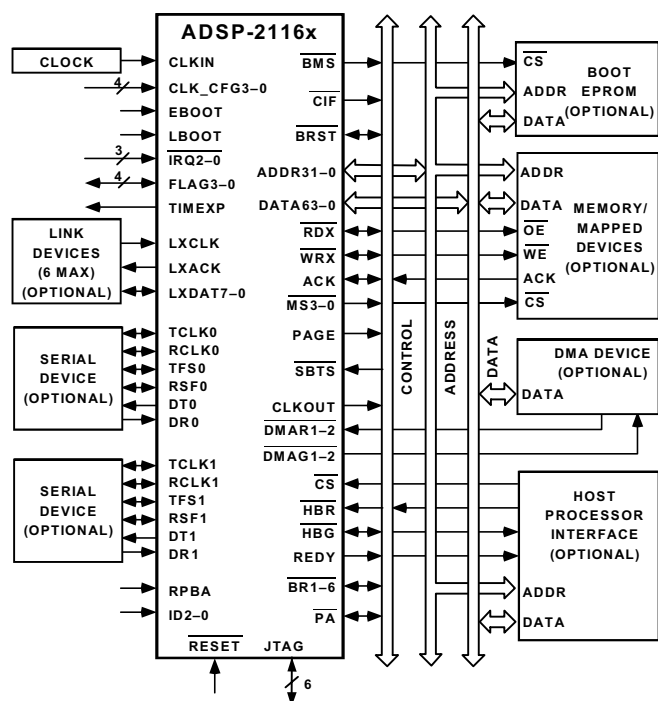 ADSP-2116x
CLOCK
CLKIN
4
CLK_CFG3–0
EBOOT
LBOOT
3
IRQ2–0
4
FLAG3–0
TIMEXP
LINK
DEVICES
(6 MAX)
(OPTIONAL)
LXCLK
LXACK
LXDAT7–0
SERIAL
DEVICE
(OPTIONAL)
TCLK0
RCLK0
TFS0
RSF0
DT0
DR0
SERIAL
DEVICE
(OPTIONAL)
TCLK1
RCLK1
TFS1
RSF1
DT1
DR1
RPBA
ID2–0
RESET
JTAG
6
BMS
CIF
BRST
ADDR31–0
DATA63–0
RDX
WRX
ACK
MS3–0
PAGE
SBTS
CLKOUT
DMAR1–2
DMAG1–2
CS
HBR
HBG
REDY
BR1–6
PA
CONTROL
ADDRESS
DATA
CS
ADDR
DATA
BOOT
EPROM
(OPTIONAL)
ADDR
DATA
OE
WE
ACK
CS
MEMORY/
MAPPED
DEVICES
(OPTIONAL)
DMA DEVICE
(OPTIONAL)
DATA
HOST
PROCESSOR
INTERFACE
(OPTIONAL)
ADDR
DATA